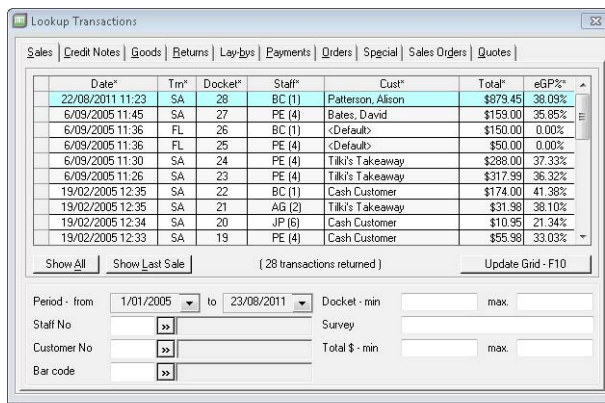 Lookup Transactions
Sales Credit Notes Goods Returns Lay-bys Payments Orders Special Sales Orders Quotes
Date* Trn* Docket* Staff* Cust* Total* eGP%*
22/08/2011 11:23 SA 28 BC (1) Patterson, Alison $879.45 38.09%
6/09/2005 11:45 SA 27 PE (4) Bates, David $159.00 35.85%
6/09/2005 11:36 FL 26 BC (1) <Default> $150.00 0.00%
6/09/2005 11:36 FL 25 PE (4) <Default> $50.00 0.00%
6/09/2005 11:30 SA 24 PE (4) Tilki's Takeaway $288.00 37.33%
6/09/2005 11:26 SA 23 PE (4) Tilki's Takeaway $317.99 36.32%
19/02/2005 12:35 SA 22 BC (1) Cash Customer $174.00 41.38%
19/02/2005 12:35 SA 21 AG (2) Tilki's Takeaway $31.98 38.10%
19/02/2005 12:34 SA 20 JP (6) Cash Customer $10.95 21.34%
19/02/2005 12:33 SA 19 PE (4) Cash Customer $55.98 33.03%
Show All Show Last Sale ( 28 transactions returned ) Update Grid - F10
Period - from 1/01/2005 to 23/08/2011 Docket - min max.
Staff No >> Survey
Customer No >> Total $ - min max.
Bar code >>